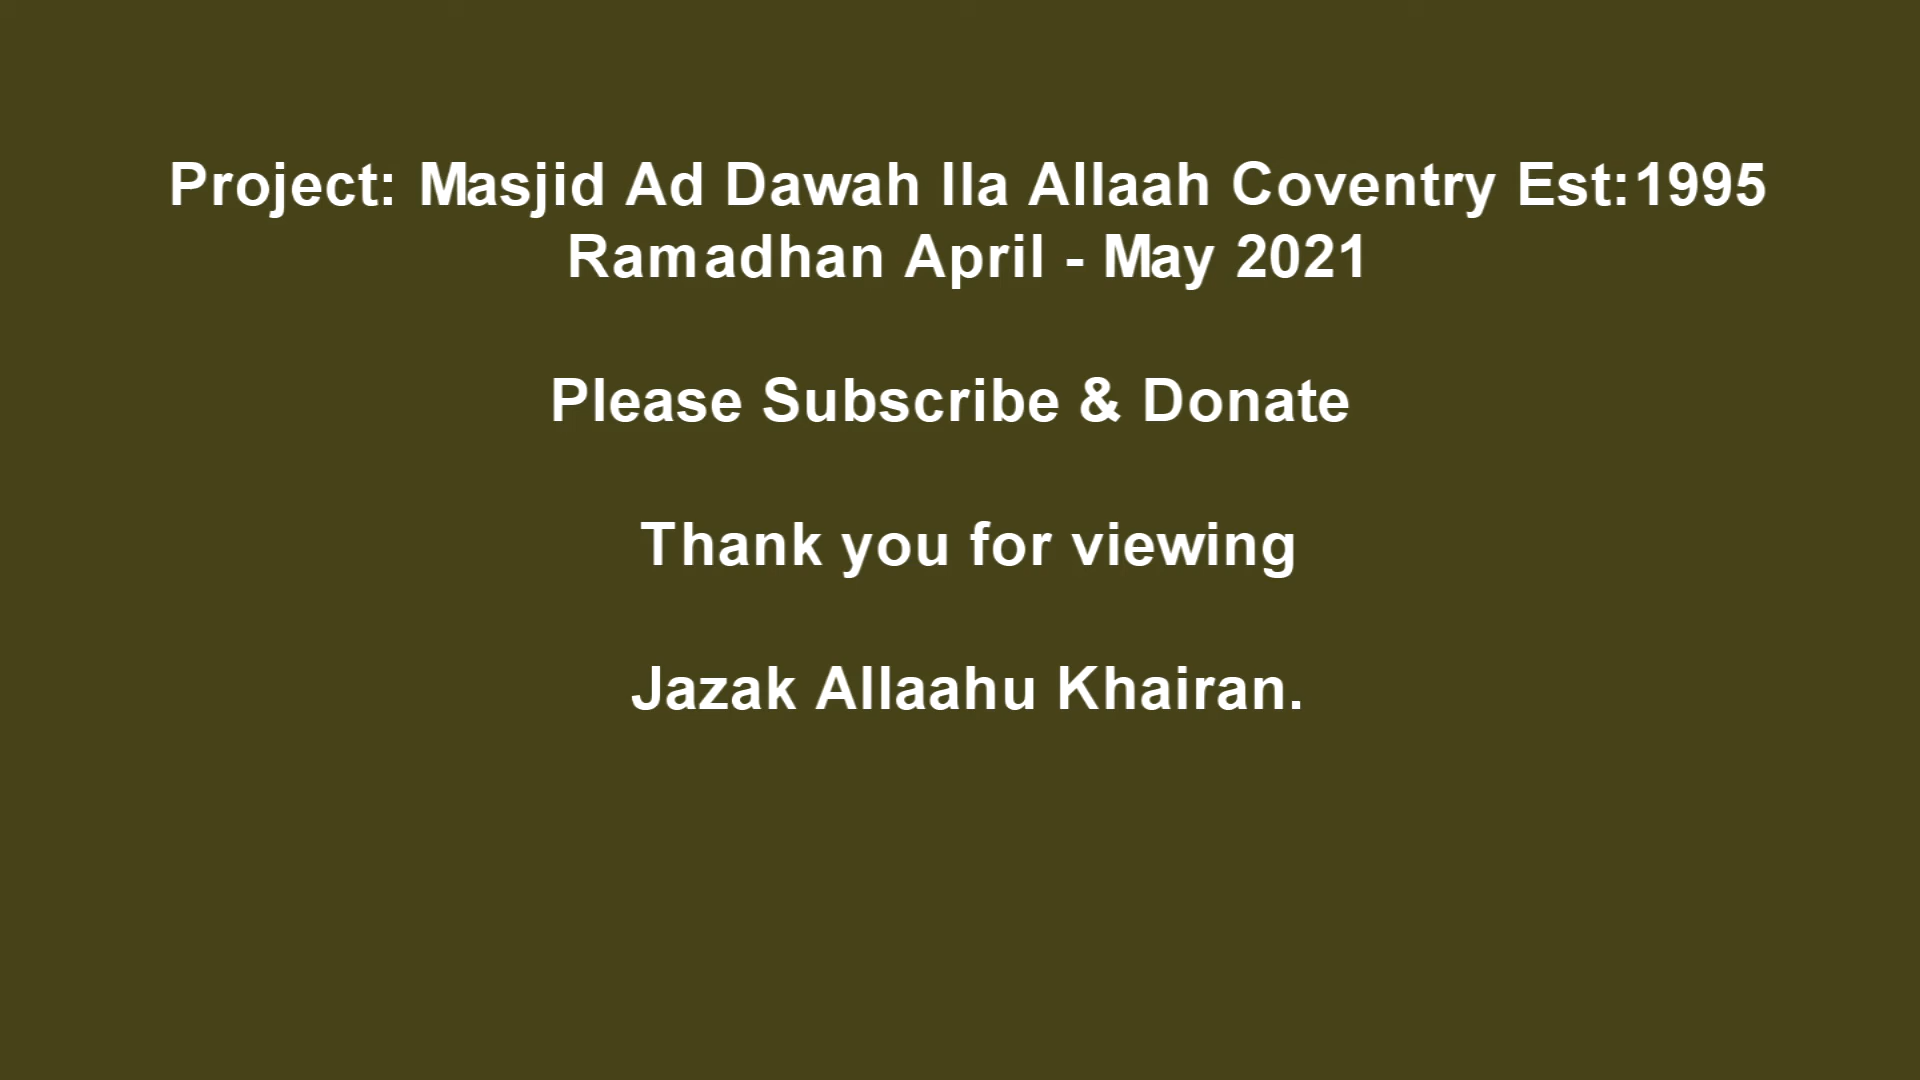 Project: Masjid Ad Dawah Ila Allaah Coventry Est:1995
Ramadhan April - May 2021
Please Subscribe & Donate
Thank you for viewing
Jazak Allaahu Khairan.